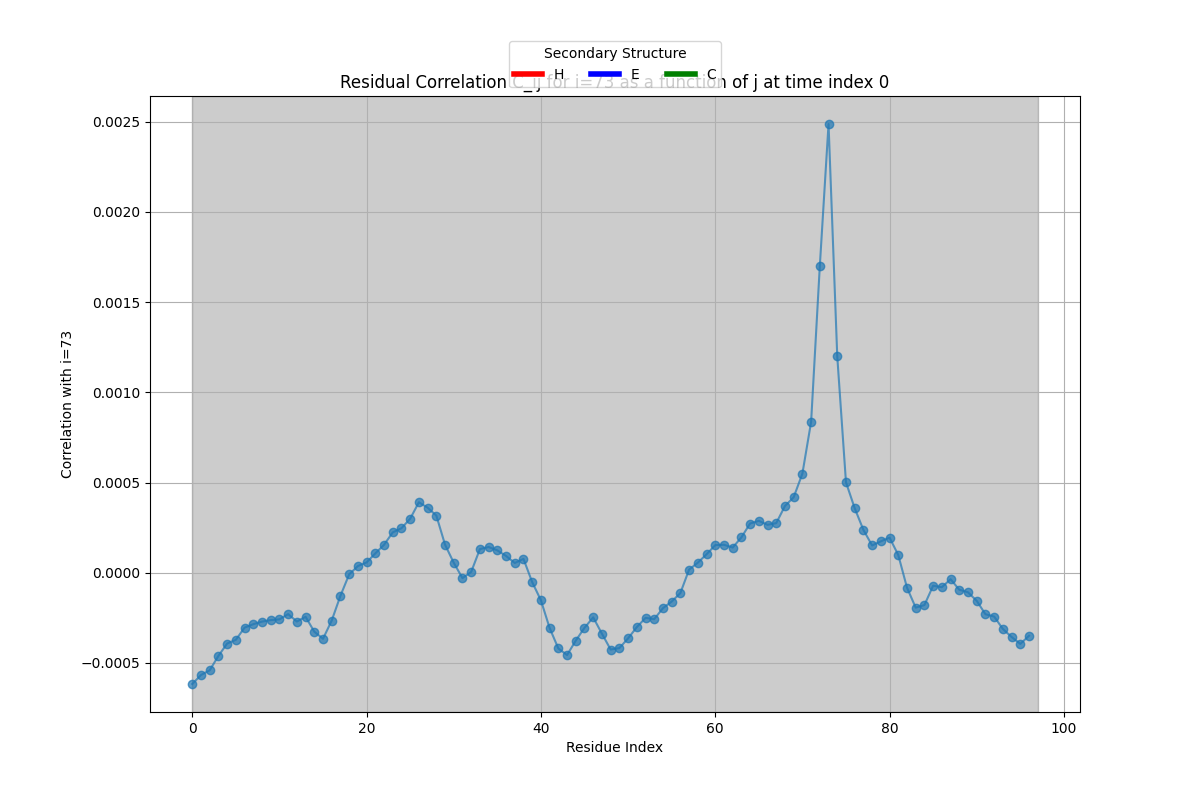 Secondary Structure
H E C
Residual Correlation C_ij for i=73 as a function of j at time index 0
0.0025
0.0020
0.0015
0.0010
0.0005
0.0000
−0.0005
Correlation with i=73
0 20 40 60 80 100
Residue Index